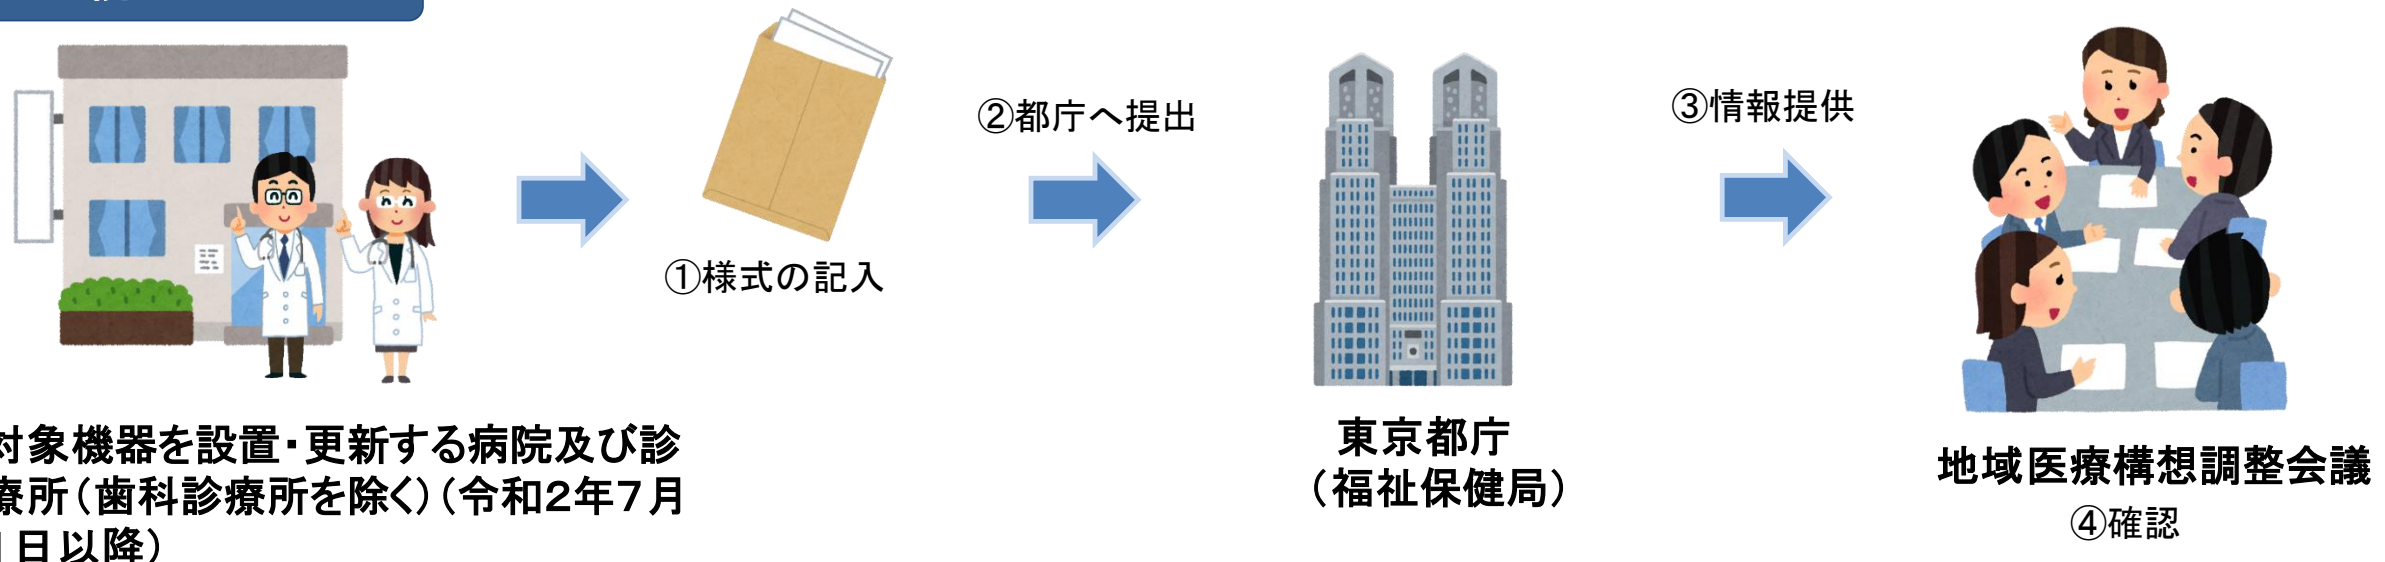 ②都庁へ提出
③情報提供
①様式の記入
対象機器を設置・更新する病院及び診
療所（歯科診療所を除く）（令和２年７月
１日以降）
東京都庁
（福祉保健局）
地域医療構想調整会議
④確認